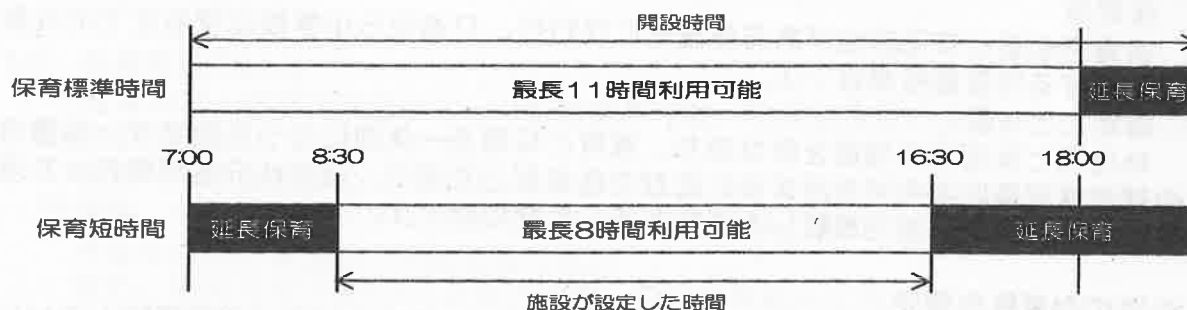 開設時間
保育標準時間 最長11時間利用可能 延長保育
7:00 8:30 16:30 18:00
保育短時間 延長保育 最長8時間利用可能 延長保育
施設が設定した時間